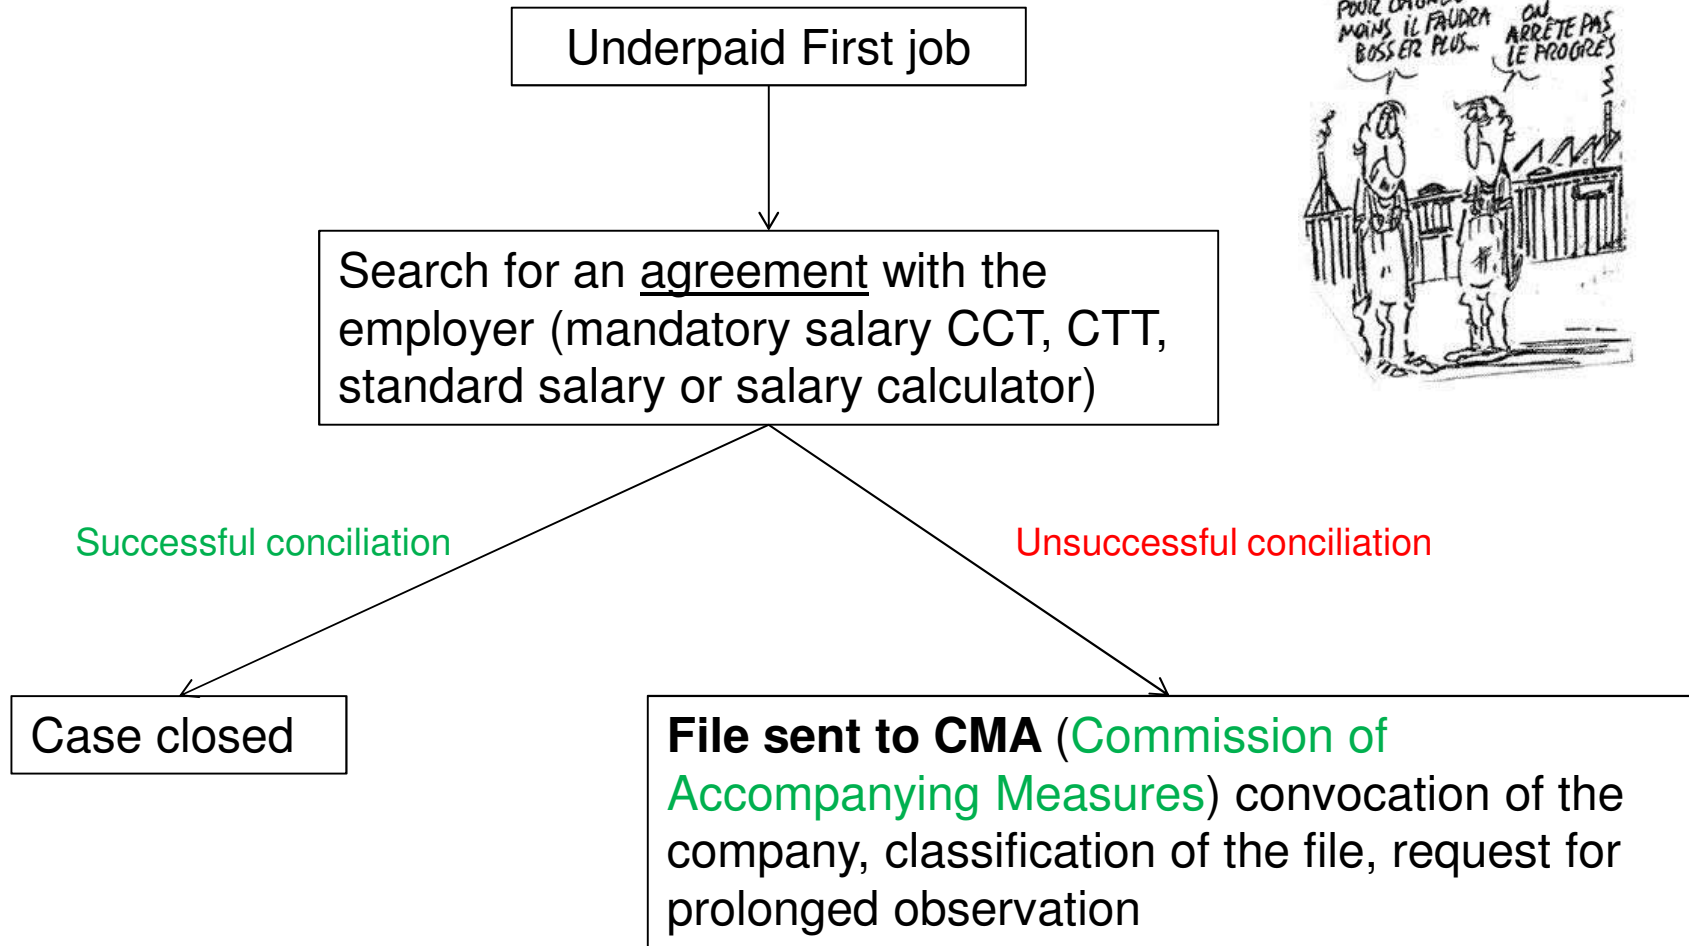 Underpaid First job
MOINS IL FAUDRA
BOSSER PLUS...
ON
ARRÊTE PAS
LE PROGRÈS
Search for an agreement with the
employer (mandatory salary CCT, CTT,
standard salary or salary calculator)
Successful conciliation
Unsuccessful conciliation
Case closed
File sent to CMA (Commission of
Accompanying Measures) convocation of the
company, classification of the file, request for
prolonged observation